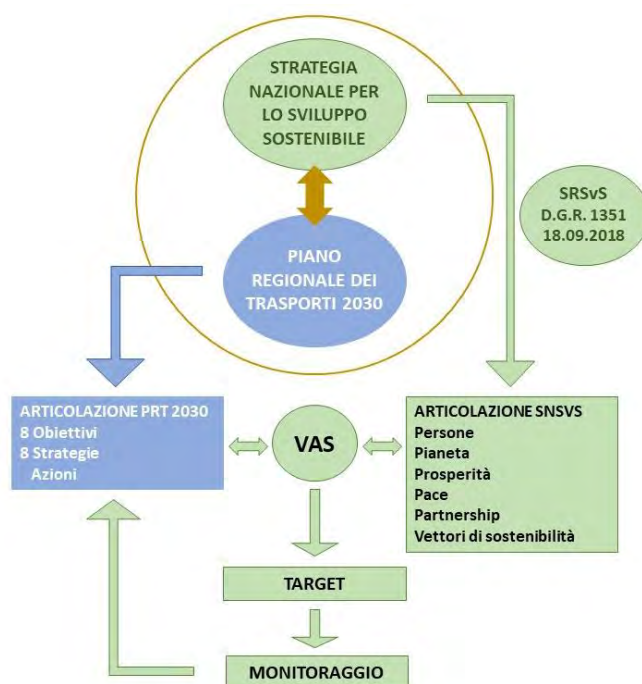 STRATEGIA
NAZIONALE PER
LO SVILUPPO
SOSTENIBILE
SRSvS
D.G.R. 1351
18.09.2018
PIANO
REGIONALE DEI
TRASPORTI 2030
ARTICOLAZIONE PRT 2030
8 Obiettivi
8 Strategie
Azioni
VAS
ARTICOLAZIONE SNSVS
Persone
Pianeta
Prosperità
Pace
Partnership
Vettori di sostenibilità
TARGET
MONITORAGGIO